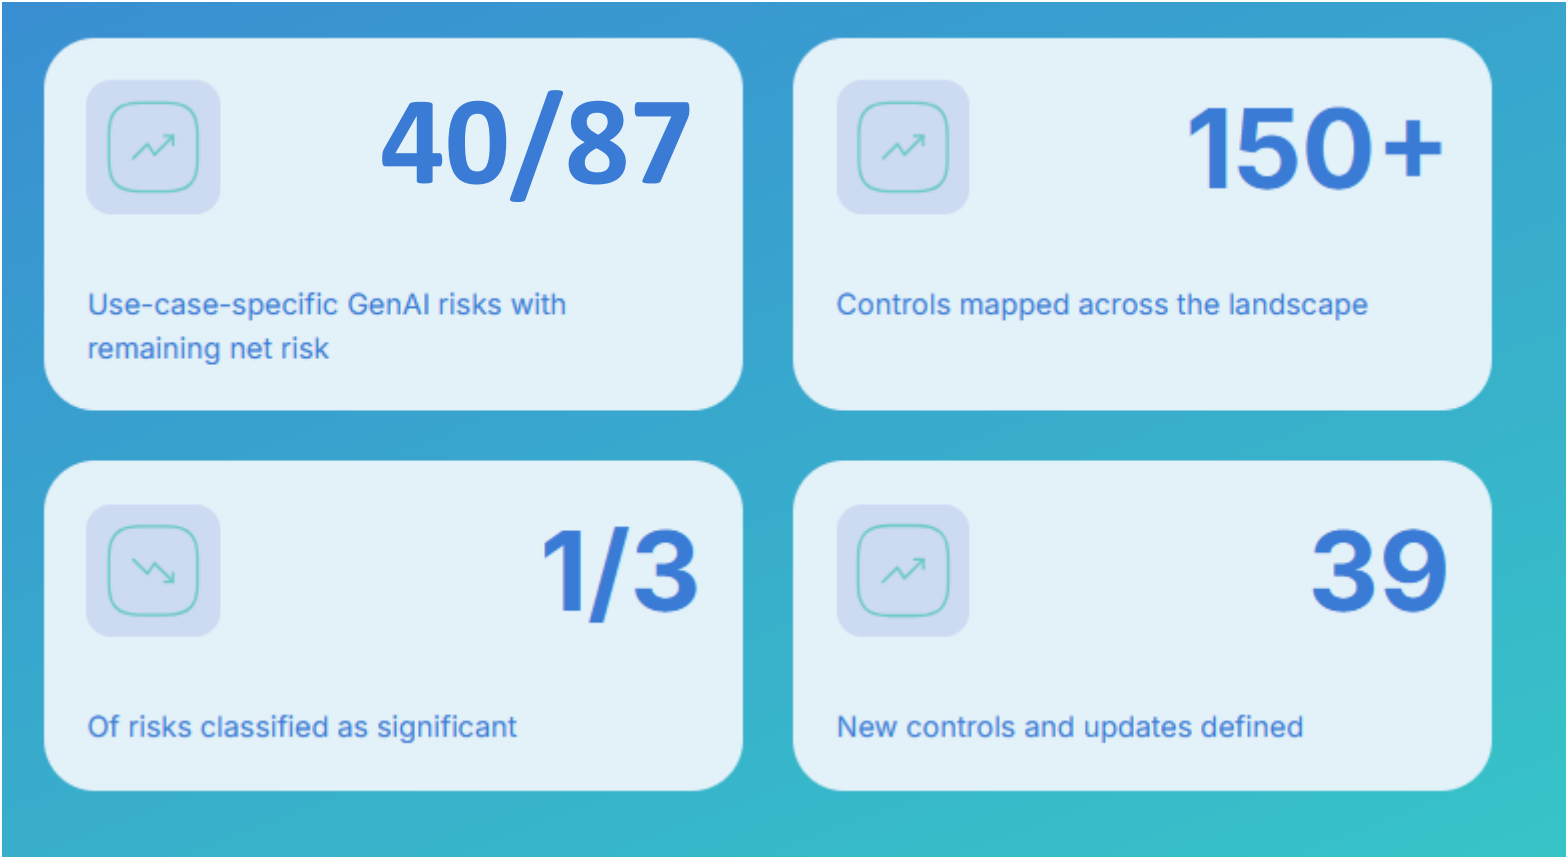 40/87
Use-case-specific GenAI risks with
remaining net risk
150+
Controls mapped across the landscape
1/3
Of risks classified as significant
39
New controls and updates defined